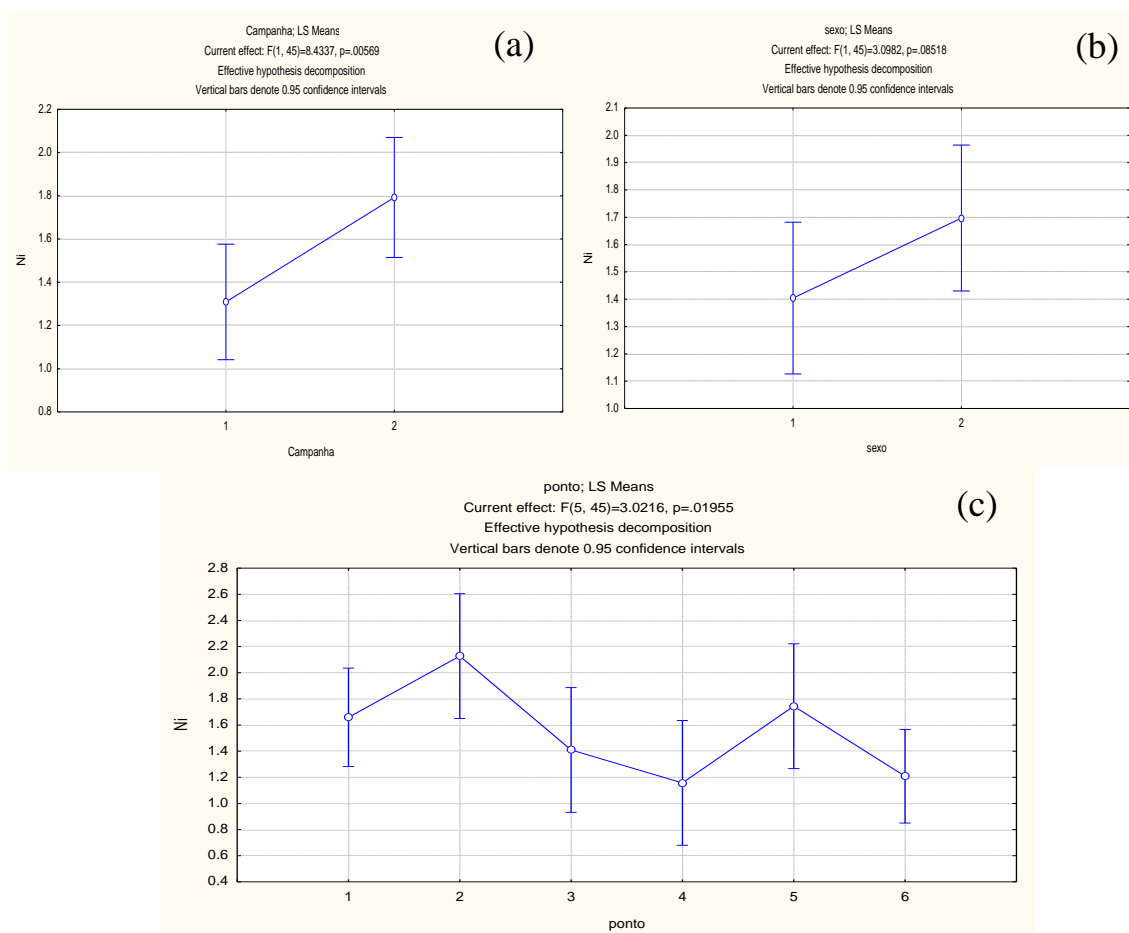 Campanha; LS Means
Current effect: F(1, 45)=8.4337, p=.00569
Effective hypothesis decomposition
Vertical bars denote 0.95 confidence intervals
(a)
2.2
2.0
1.8
1.6
1.4
1.2
1.0
0.8
Ni
1 2
Campanha
sexo; LS Means
Current effect: F(1, 45)=3.0982, p=.08518
Effective hypothesis decomposition
Vertical bars denote 0.95 confidence intervals
(b)
2.1
2.0
1.9
1.8
1.7
1.6
1.5
1.4
1.3
1.2
1.1
1.0
Ni
1 2
sexo
ponto; LS Means
Current effect: F(5, 45)=3.0216, p=.01955
Effective hypothesis decomposition
Vertical bars denote 0.95 confidence intervals
(c)
2.8
2.6
2.4
2.2
2.0
1.8
1.6
1.4
1.2
1.0
0.8
0.6
0.4
Ni
1 2 3 4 5 6
ponto